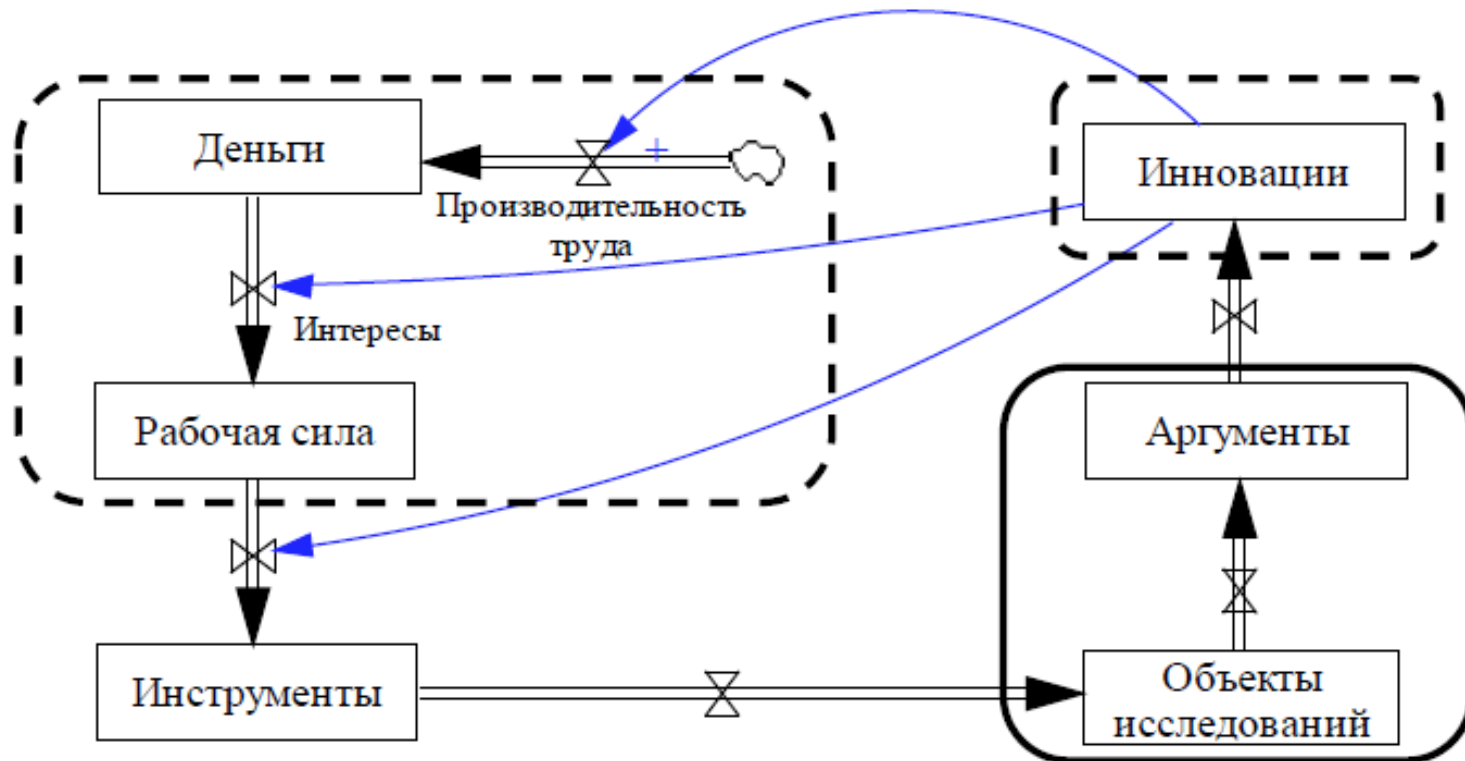 Деньги
+
Производительность
труда
Инновации
Интересы
Рабочая сила
Аргументы
Инструменты
Объекты
исследований